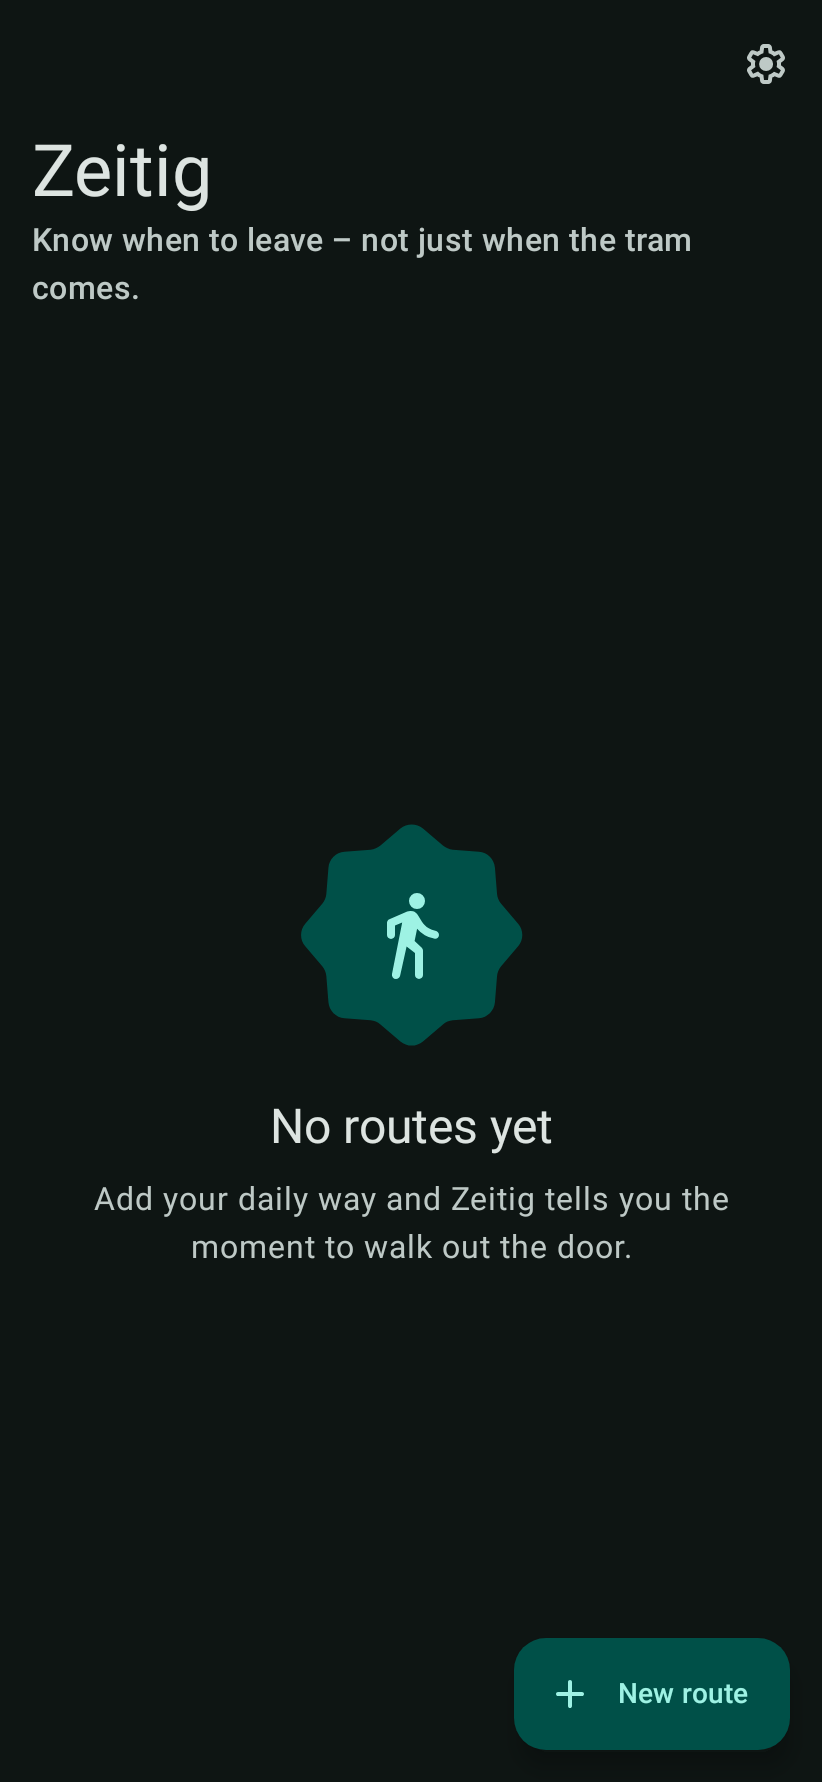 Zeitig
Know when to leave – not just when the tram
comes.
No routes yet
Add your daily way and Zeitig tells you the
moment to walk out the door.
New route